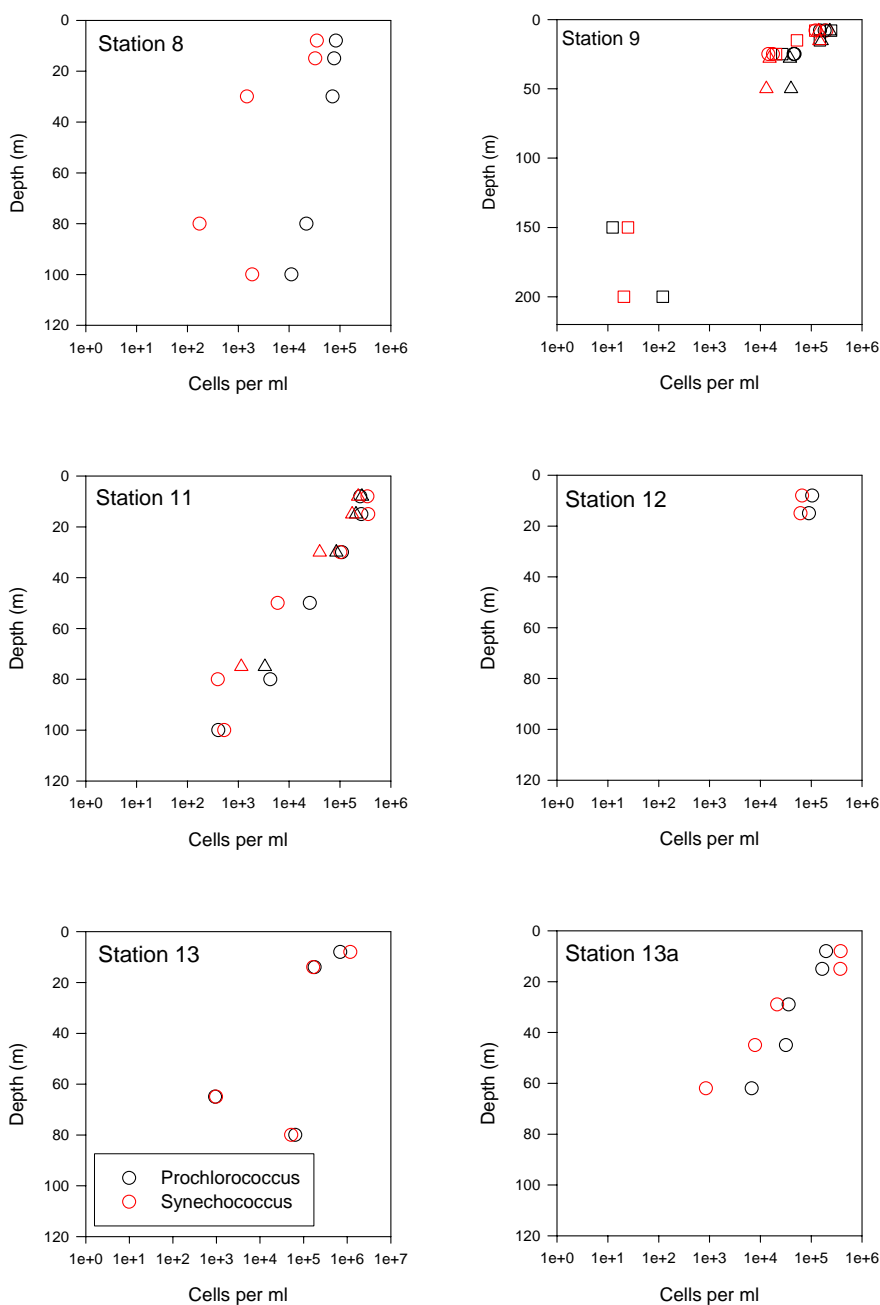 Station 8
Depth (m)
0
20
40
60
80
100
120
1e+0 1e+1 1e+2 1e+3 1e+4 1e+5 1e+6
Cells per ml
Station 9
Depth (m)
0
50
100
150
200
1e+0 1e+1 1e+2 1e+3 1e+4 1e+5 1e+6
Cells per ml
Station 11
Depth (m)
0
20
40
60
80
100
120
1e+0 1e+1 1e+2 1e+3 1e+4 1e+5 1e+6
Cells per ml
Station 12
Depth (m)
0
20
40
60
80
100
120
1e+0 1e+1 1e+2 1e+3 1e+4 1e+5 1e+6
Cells per ml
Station 13
Depth (m)
0
20
40
60
80
100
120
Prochlorococcus
Synechococcus
1e+0 1e+1 1e+2 1e+3 1e+4 1e+5 1e+6 1e+7
Cells per ml
Station 13a
Depth (m)
0
20
40
60
80
100
120
1e+0 1e+1 1e+2 1e+3 1e+4 1e+5 1e+6
Cells per ml